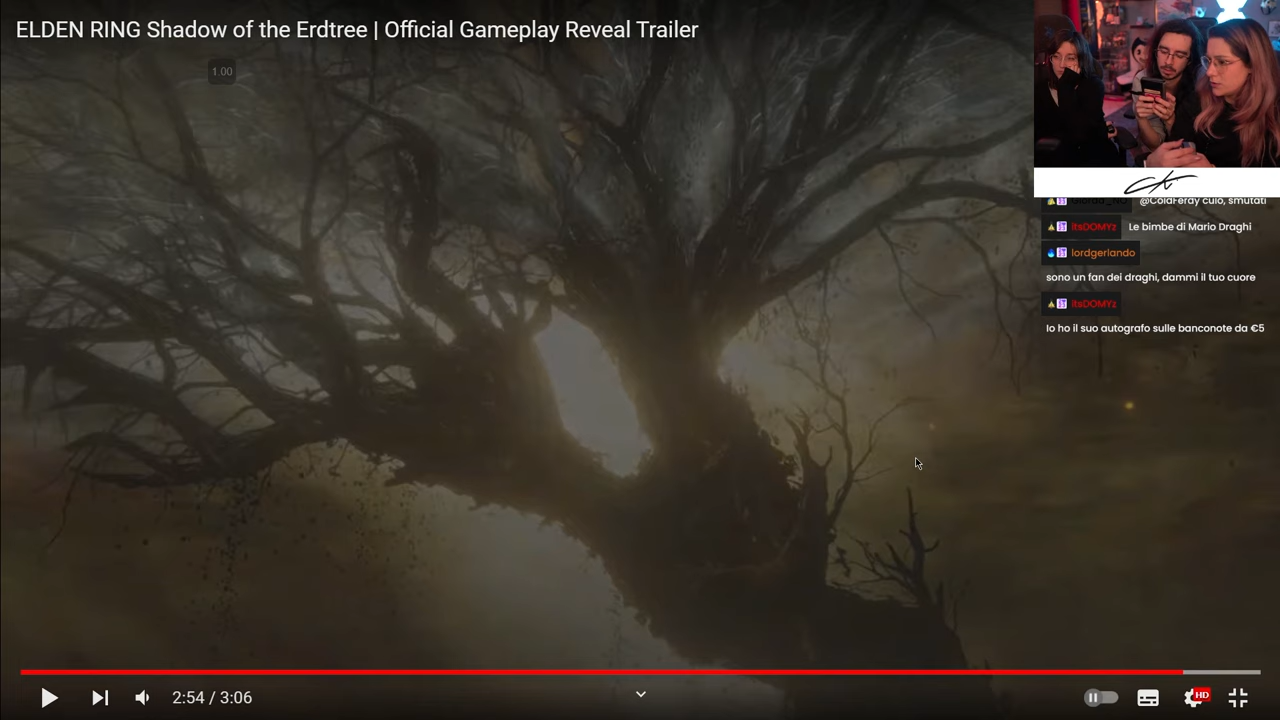 ELDEN RING Shadow of the Erdtree | Official Gameplay Reveal Trailer
1.00
@ColdFeray culo, smutati
itsDOMYz Le bimbe di Mario Draghi
lordgerlando
sono un fan dei draghi, dammi il tuo cuore
itsDOMYz
Io ho il suo autografo sulle banconote da €5
2:54 / 3:06
HD